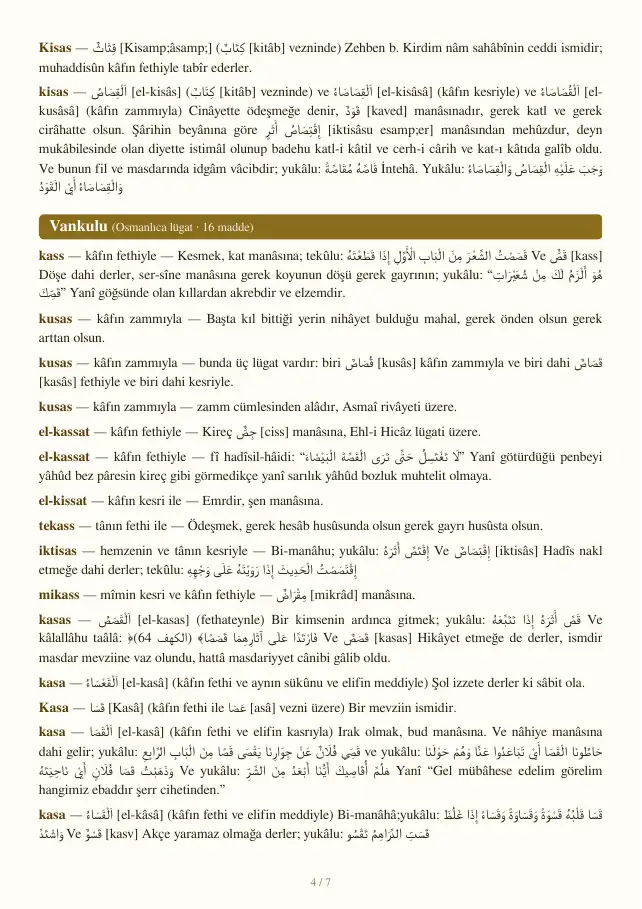 Kisas — قِثَاثٌ [Kisamp;âsamp;] (كِتَابٌ [kitâb] vezninde) Zehben b. Kirdim nâm sahâbînin ceddi ismidir;
muhaddisûn kâfın fethiyle tabîr ederler.
kisas — اَلْقِصَاصُ [el-kisâs] (كِتَابٌ [kitâb] vezninde) ve اَلْقِصَاصَاءُ [el-kisâsâ] (kâfın kesriyle) ve اَلْقُصَاصَاءُ [el-
kusâsâ] (kâfın zammıyla) Cinâyette ödeşmeğe denir, قَوَدٌ [kaved] manâsınadır, gerek katl ve gerek
cirâhatte olsun. Şârihin beyânına göre إِقْتِصَاصُ أَثَرٍ [iktisâsu esamp;er] manâsından mehûzdur, deyn
mukâbilesinde olan diyette istimâl olunup badehu katl-i kâtil ve cerh-i cârih ve kat-ı kâtıda galîb oldu.
Ve bunun fil ve masdarında idgâm vâcibdir; yukâlu: قَاصَّهُ مُقَاصَّةً İntehâ. Yukâlu: وَجَبَ عَلَيْهِ الْقِصَاصُ وَالْقِصَاصَاءُ
وَالْقِصَاصَاءُ أَيِ الْقَوَدُ
Vankulu (Osmanlıca lügat · 16 madde)
kass — kâfın fethiyle — Kesmek, kat manâsına; tekûlu: قَصَصْتُ الشَّعْرَ مِنَ الْبَابِ الْأَوَّلِ إِذَا قَطَعْتَهُ Ve قَصٌّ [kass]
Döşe dahi derler, ser-sîne manâsına gerek koyunun döşü gerek gayrının; yukâlu: “هُوَ أَلْزَمُ لَكَ مِنْ شُعَيْرَاتِ
قَصِّكَ” Yanî göğsünde olan kıllardan akrebdir ve elzemdir.
kusas — kâfın zammıyla — Başta kıl bittiği yerin nihâyet bulduğu mahal, gerek önden olsun gerek
arttan olsun.
kusas — kâfın zammıyla — bunda üç lügat vardır: biri قُصَاصٌ [kusâs] kâfın zammıyla ve biri dahi قَصَاصٌ
[kasâs] fethiyle ve biri dahi kesriyle.
kusas — kâfın zammıyla — zamm cümlesinden alâdır, Asmaî rivâyeti üzere.
el-kassat — kâfın fethiyle — Kireç جِصٌّ [ciss] manâsına, Ehl-i Hicâz lügati üzere.
el-kassat — kâfın fethiyle — fî hadîsil-hâidi: “لَا تَغْتَسِلُ حَتَّى تَرَى الْقَصَّةَ الْبَيْضَاءَ” Yanî götürdüğü penbeyi
yâhûd bez pâresin kireç gibi görmedikçe yanî sarılık yâhûd bozluk muhtelit olmaya.
el-kissat — kâfın kesri ile — Emrdir, şen manâsına.
tekass — tânın fethi ile — Ödeşmek, gerek hesâb husûsunda olsun gerek gayrı husûsta olsun.
iktisas — hemzenin ve tânın kesriyle — Bi-manâhu; yukâlu: إِقْتَصَّ أَثَرَهُ Ve إِقْتِصَاصٌ [iktisâs] Hadîs nakl
etmeğe dahi derler; tekûlu: إِقْتَصَصْتُ الْحَدِيثَ إِذَا رَوَيْتَهُ عَلَى وَجْهِهِ
mikass — mîmin kesri ve kâfın fethiyle — مِقْرَاضٌ [mikrâd] manâsına.
kasas — اَلْقَصَصُ [el-kasas] (fethateynle) Bir kimsenin ardınca gitmek; yukâlu: قَصَّ أَثَرَهُ إِذَا تَتَبَّعَهُ Ve
kâlallâhu taâlâ: ﴿فَارْتَدَّا عَلَى آثَارِهِمَا قَصَصًا﴾ (الكهف 64) Ve قَصَصٌ [kasas] Hikâyet etmeğe de derler, ismdir
masdar mevziine vaz olundu, hattâ masdariyyet cânibi gâlib oldu.
kasa — اَلْقَعْسَاءُ [el-kasâ] (kâfın fethi ve aynın sükûnu ve elifin meddiyle) Şol izzete derler ki sâbit ola.
Kasa — قَسَا [Kasâ] (kâfın fethi ile عَصَا [asâ] vezni üzere) Bir mevziin ismidir.
kasa — اَلْقَصَا [el-kasâ] (kâfın fethi ve elifin kasrıyla) Irak olmak, bud manâsına. Ve nâhiye manâsına
dahi gelir; yukâlu: قَصِيَ فُلَانٌ عَنْ جِوَارِنَا يَقْصَى قَصًا مِنَ الْبَابِ الرَّابِعِ ve yukâlu: حَاطُونَا الْقَصَا أَيْ تَبَاعَدُوا عَنَّا وَهُمْ حَوْلَنَا
وَذَهَبْتُ قَصَا فُلَانٍ أَيْ نَاحِيَتَهُ Ve yukâlu: هَلُمَّ أُقَاصِيكَ أَيُّنَا أَبْعَدُ مِنَ الشَّرِّ Yanî “Gel mübâhese edelim görelim
hangimiz ebaddır şerr cihetinden.”
kasa — اَلْقَسَاءُ [el-kâsâ] (kâfın fethi ve elifin meddiyle) Bi-manâhâ;yukâlu: قَسَا قَلْبُهُ قَسْوَةً وَقَسَاوَةً وَقَسَاءً إِذَا غَلُظَ
وَاشْتَدَّ Ve قَسْوٌ [kasv] Akçe yaramaz olmağa derler; yukâlu: قَسَتِ الدَّرَاهِمُ تَقْسُو
4 / 7